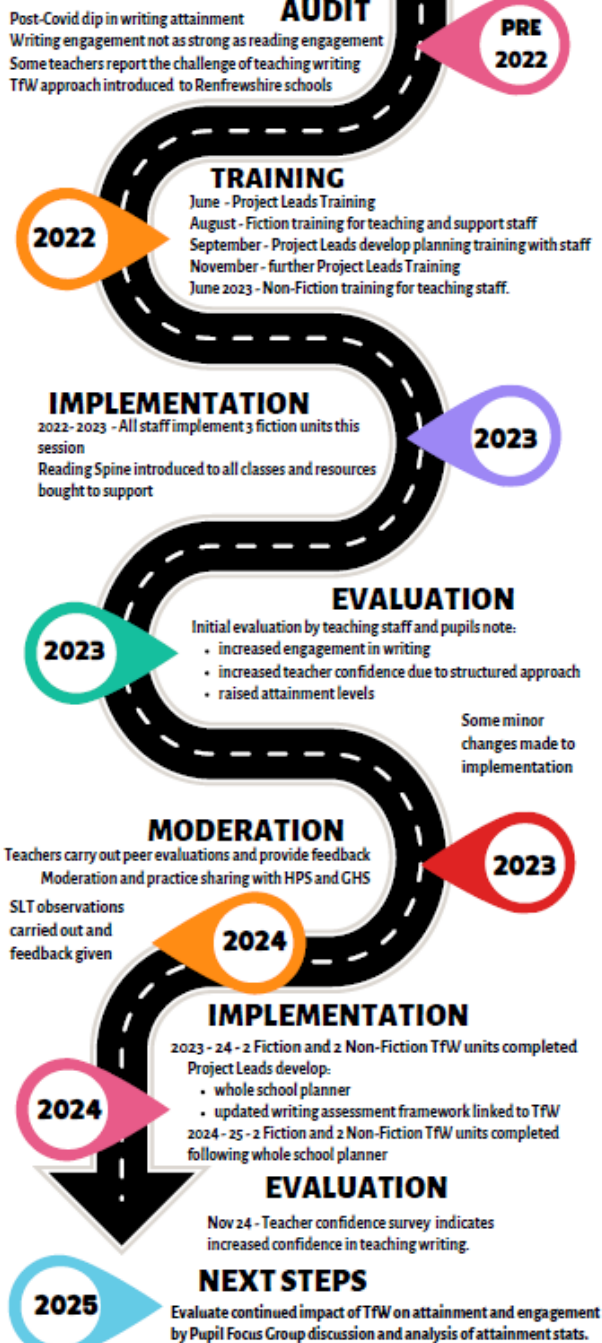 AUDIT
Post-Covid dip in writing attainment
Writing engagement not as strong as reading engagement
Some teachers report the challenge of teaching writing
TfW approach introduced to Renfrewshire schools
PRE
2022
TRAINING
2022
June - Project Leads Training
August - Fiction training for teaching and support staff
September - Project Leads develop planning training with staff
November - further Project Leads Training
June 2023 - Non-Fiction training for teaching staff.
IMPLEMENTATION
2022- 2023 - All staff implement 3 fiction units this
session
Reading Spine introduced to all classes and resources
bought to support
2023
EVALUATION
2023
Initial evaluation by teaching staff and pupils note:
• increased engagement in writing
• increased teacher confidence due to structured approach
• raised attainment levels
Some minor
changes made to
implementation
MODERATION
Teachers carry out peer evaluations and provide feedback
Moderation and practice sharing with HPS and GHS
2023
SLT observations
carried out and
feedback given
2024
IMPLEMENTATION
2023 - 24 - 2 Fiction and 2 Non-Fiction TfW units completed
Project Leads develop:
• whole school planner
• updated writing assessment framework linked to TfW
2024 - 25 - 2 Fiction and 2 Non-Fiction TfW units completed
following whole school planner
2024
EVALUATION
Nov 24 - Teacher confidence survey indicates
increased confidence in teaching writing.
NEXT STEPS
2025
Evaluate continued impact of TfW on attainment and engagement
by Pupil Focus Group discussion and analysis of attainment stats.